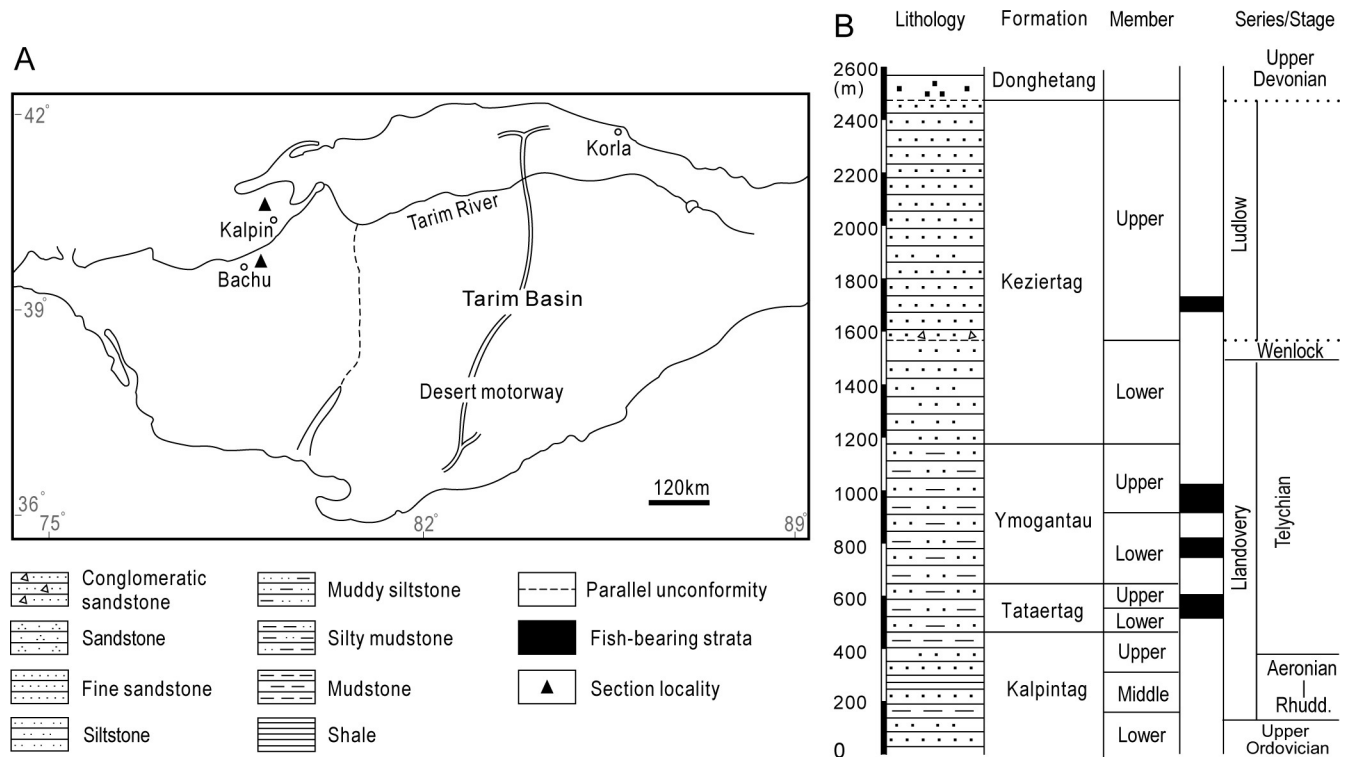 A
42°
39°
36°
75°
82°
89°
Korla
Kalpin
Tarim River
Bachu
Tarim Basin
Desert motorway
120km
Conglomeratic
sandstone
Sandstone
Fine sandstone
Siltstone
Muddy siltstone
Silty mudstone
Mudstone
Shale
Parallel unconformity
Fish-bearing strata
Section locality
B
Lithology
Formation
Member
Series/Stage
2600
(m)
2400
2200
2000
1800
1600
1400
1200
1000
800
600
400
200
0
Donghetang
Keziertag
Ymogantau
Tataertag
Kalpintag
Upper
Lower
Upper
Lower
Upper
Lower
Upper
Middle
Lower
Upper
Devonian
Ludlow
Wenlock
Llandovery
Telychian
Aeronian
|
Rhudd.
Upper
Ordovician